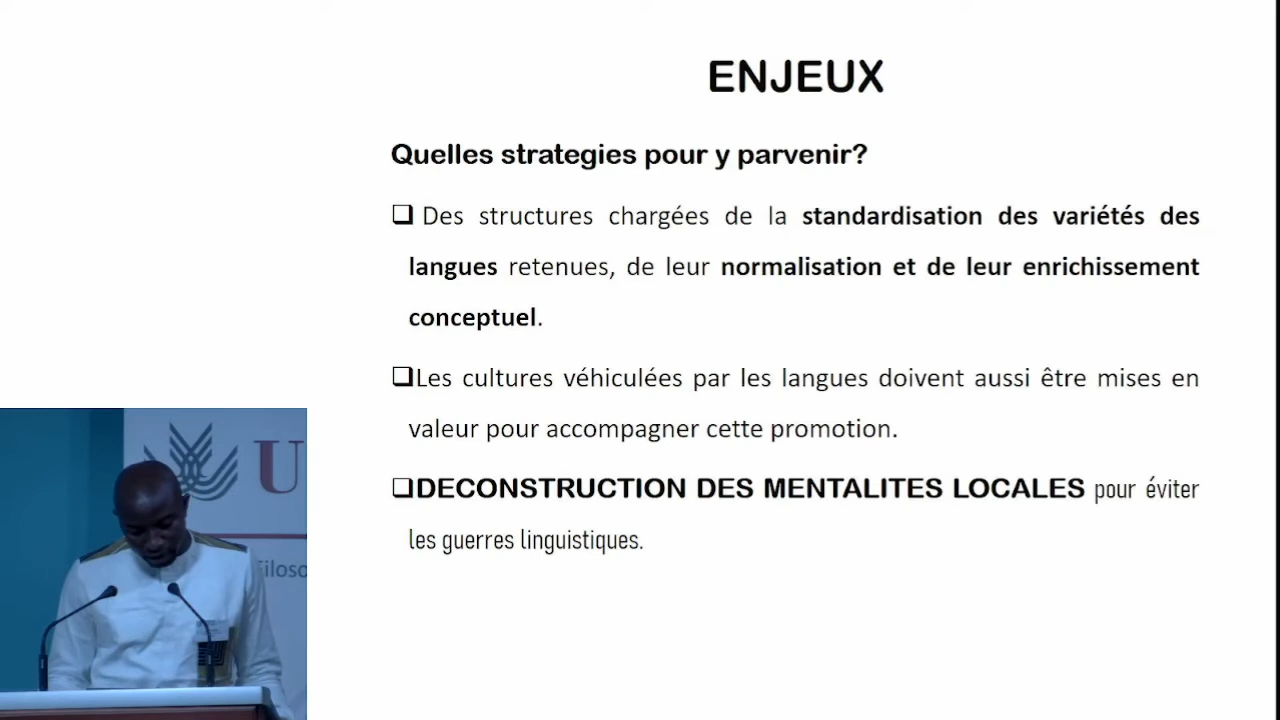 ENJEUX
Quelles strategies pour y parvenir?
❑ Des structures chargées de la standardisation des variétés des
langues retenues, de leur normalisation et de leur enrichissement
conceptuel.
❑Les cultures véhiculées par les langues doivent aussi être mises en
valeur pour accompagner cette promotion.
❑DECONSTRUCTION DES MENTALITES LOCALES pour éviter
les guerres linguistiques.
U
Filoso